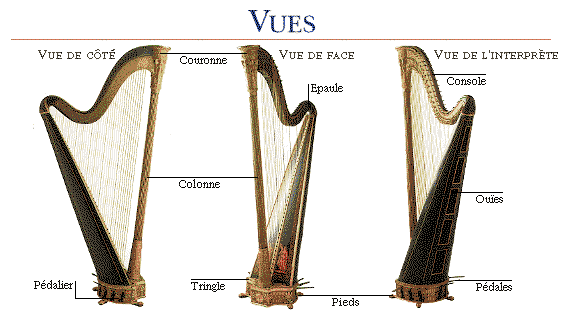 VUES
VUE DE CÔTÉ
VUE DE FACE
VUE DE L'INTERPRÈTE
Couronne
Console
Epaule
Colonne
Ouïes
Pédalier
Tringle
Pieds
Pédales